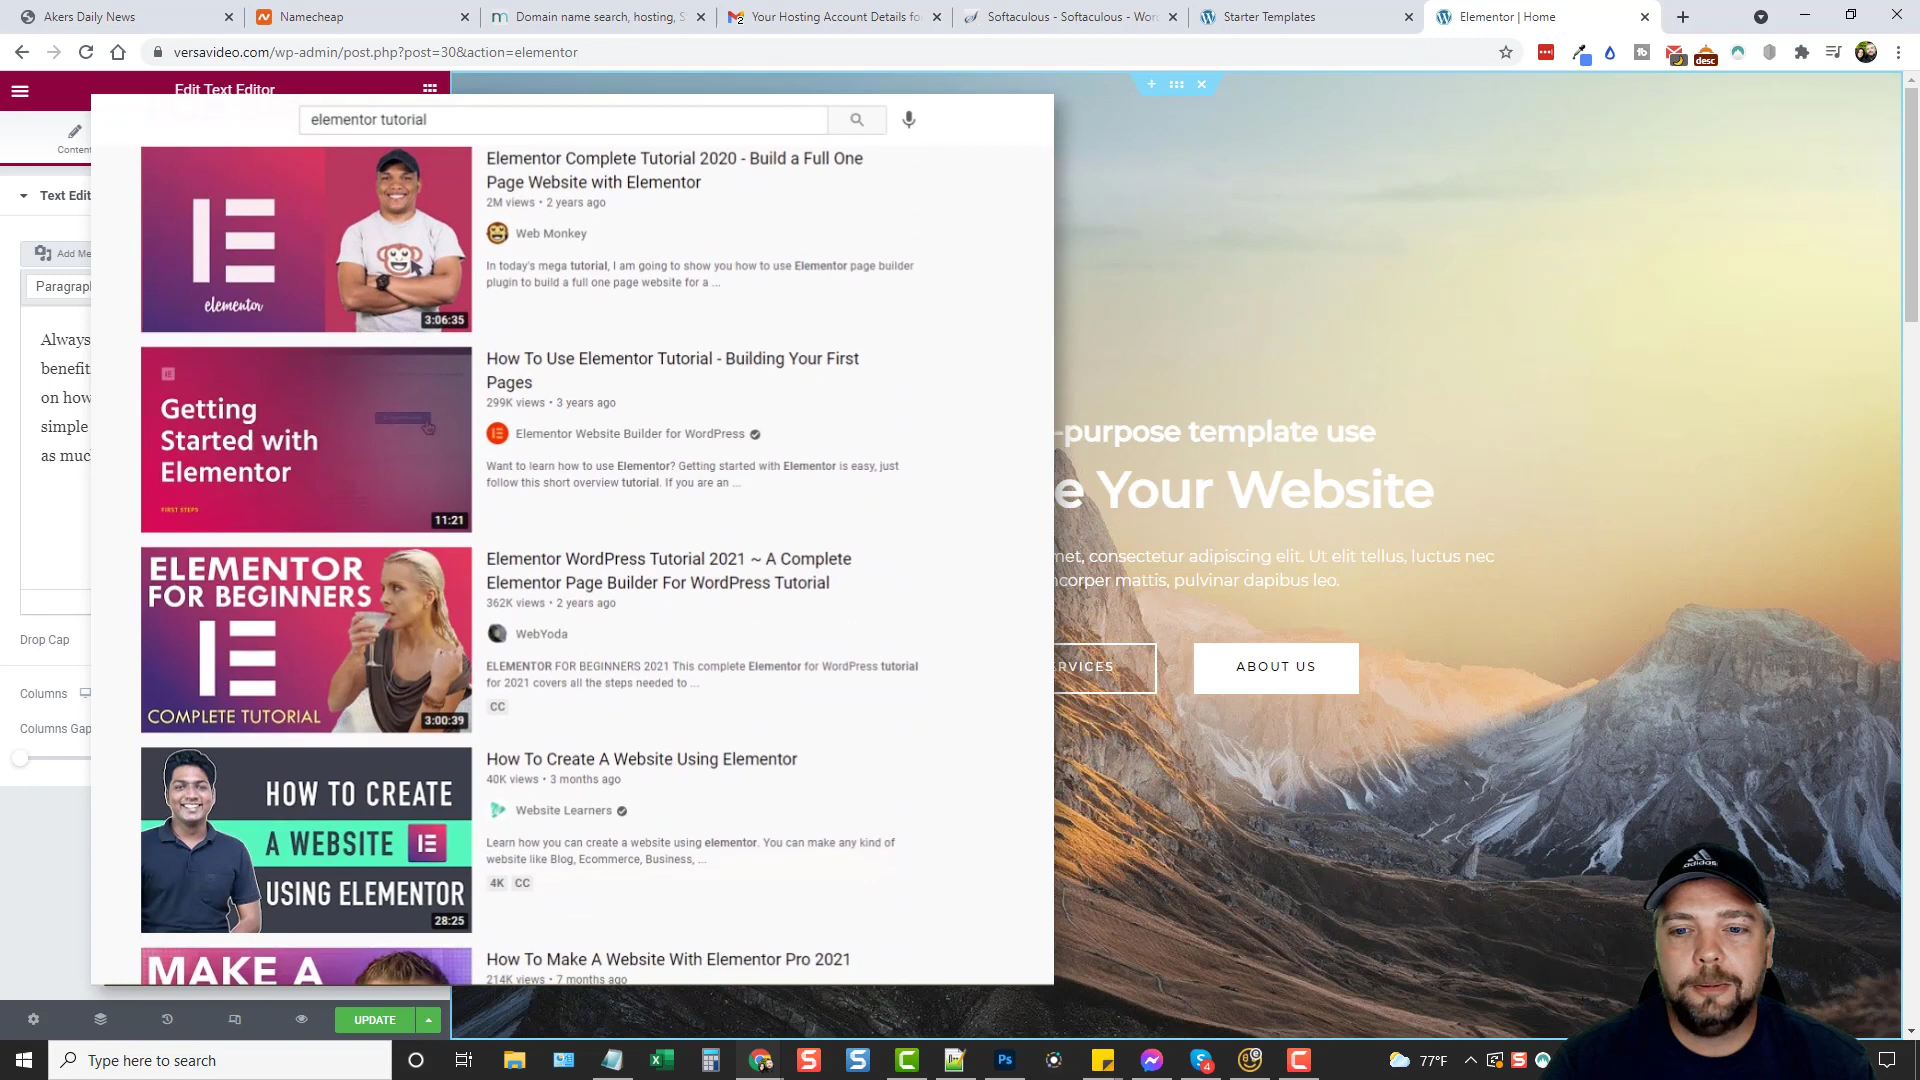 Akers Daily News
Namecheap
Domain name search, hosting, S
Your Hosting Account Details fo
Softaculous - Softaculous - Wor
Starter Templates
Elementor | Home
versavideo.com/wp-admin/post.php?post=30&action=elementor
desc
Edit Text Editor
Content
Text Edit
Add Me
Paragraph
Always
benefit
on how
simple
as muc
Drop Cap
Columns
Columns Gap
UPDATE
elementor tutorial
elementor
3:06:35
Elementor Complete Tutorial 2020 - Build a Full One
Page Website with Elementor
2M views • 2 years ago
Web Monkey
In today's mega tutorial, I am going to show you how to use Elementor page builder
plugin to build a full one page website for a ...
Getting
Started with
Elementor
FIRST STEPS
11:21
How To Use Elementor Tutorial - Building Your First
Pages
299K views • 3 years ago
Elementor Website Builder for WordPress
Want to learn how to use Elementor? Getting started with Elementor is easy, just
follow this short overview tutorial. If you are an ...
ELEMENTOR
FOR BEGINNERS
COMPLETE TUTORIAL
3:00:39
Elementor WordPress Tutorial 2021 ~ A Complete
Elementor Page Builder For WordPress Tutorial
362K views • 2 years ago
WebYoda
ELEMENTOR FOR BEGINNERS 2021 This complete Elementor for WordPress tutorial
for 2021 covers all the steps needed to ...
CC
HOW TO CREATE
A WEBSITE
USING ELEMENTOR
28:25
How To Create A Website Using Elementor
40K views • 3 months ago
Website Learners
Learn how you can create a website using elementor. You can make any kind of
website like Blog, Ecommerce, Business, ...
4K CC
MAKE A
How To Make A Website With Elementor Pro 2021
214K views • 7 months ago
-purpose template use
e Your Website
met, consectetur adipiscing elit. Ut elit tellus, luctus nec
ncorper mattis, pulvinar dapibus leo.
RVICES
ABOUT US
adidas
Type here to search
77°F